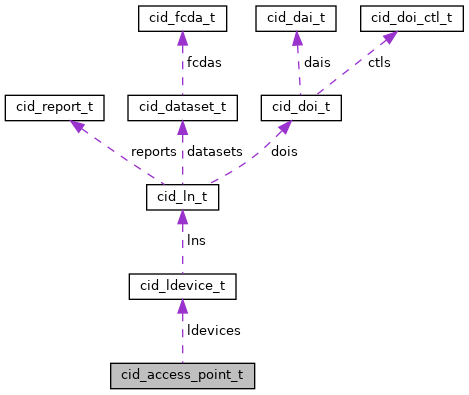 cid_fcda_t cid_dai_t cid_doi_ctl_t
fcdas dais ctls
cid_report_t cid_dataset_t cid_doi_t
reports datasets dois
cid_ln_t
lns
cid_ldevice_t
ldevices
cid_access_point_t